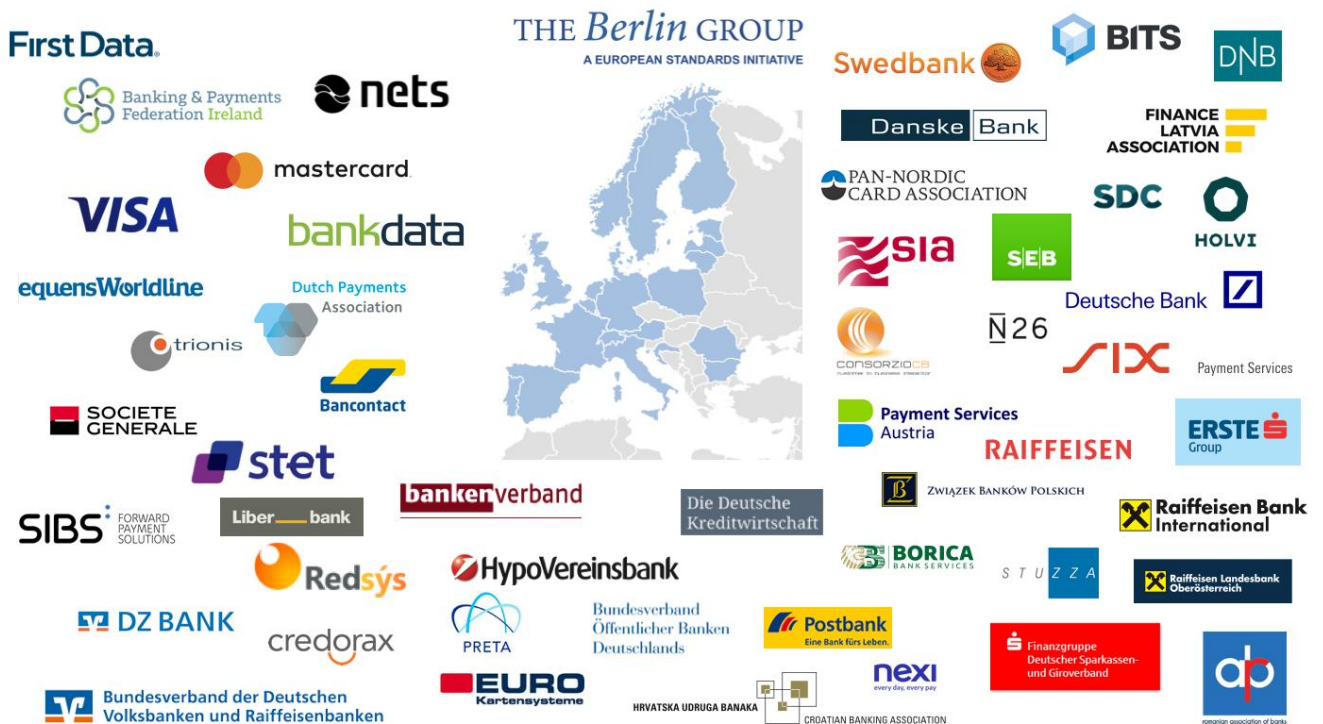 THE Berlin GROUP
A EUROPEAN STANDARDS INITIATIVE
First Data.
Banking & Payments
Federation Ireland
nets
mastercard.
VISA
bankdata
equensWorldline
Dutch Payments
Association
trionis
Bancontact
SOCIETE
GENERALE
stet
SIBS
FORWARD
PAYMENT
SOLUTIONS
Liber bank
bankenverband
Die Deutsche
Kreditwirtschaft
Redsýs
HypoVereinsbank
DZ BANK
credorax
PRETA
Bundesverband
Öffentlicher Banken
Deutschlands
Postbank
Eine Bank fürs Leben.
EURO
Kartensysteme
Bundesverband der Deutschen
Volksbanken und Raiffeisenbanken
HRVATSKA UDRUGA BANAKA
CROATIAN BANKING ASSOCIATION
nexi
every day, every pay
Swedbank
BITS
DNB
Danske Bank
FINANCE
LATVIA
ASSOCIATION
PAN-NORDIC
CARD ASSOCIATION
SDC
HOLVI
sia
S|E|B
Deutsche Bank
N26
CONSORZIOCB
SIX
Payment Services
Payment Services
Austria
RAIFFEISEN
ERSTE
Group
ZWIĄZEK BANKÓW POLSKICH
Raiffeisen Bank
International
BORICA
BANK SERVICES
STUZZA
Raiffeisen Landesbank
Oberösterreich
Finanzgruppe
Deutscher Sparkassen-
und Giroverband
romanian association of banks